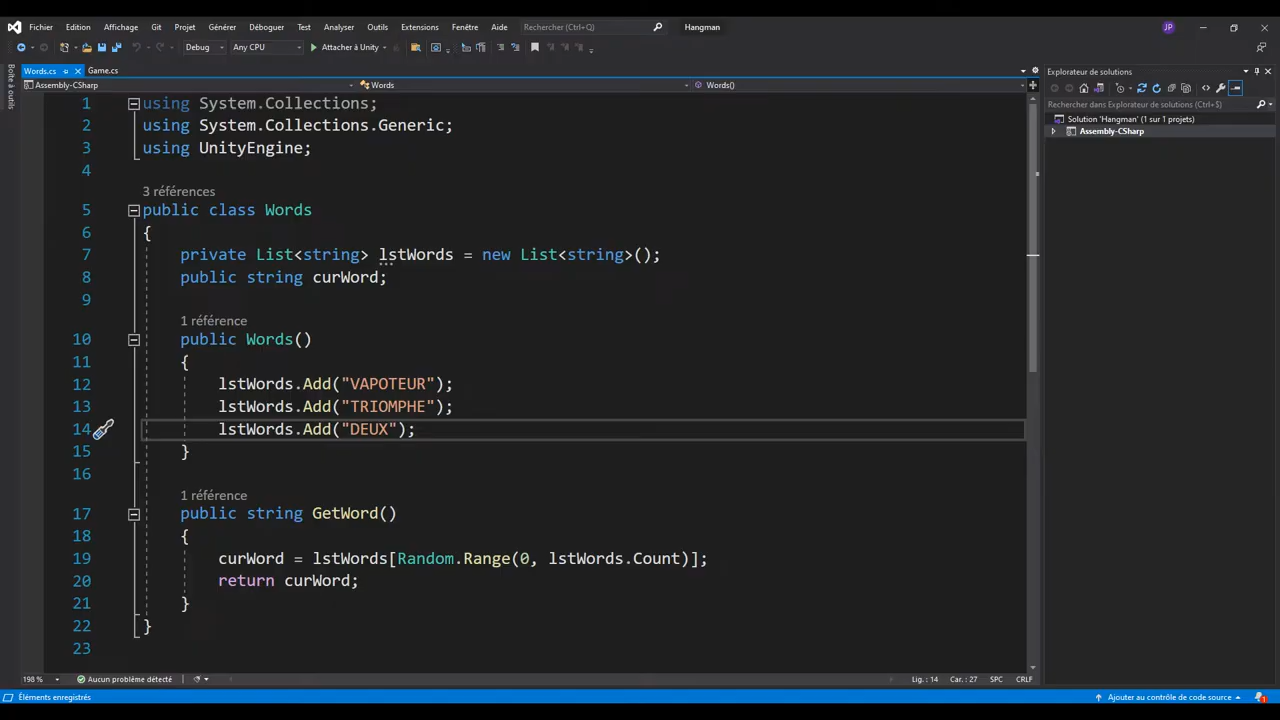 Fichier Edition Affichage Git Projet Générer Déboguer Test Analyser Outils Extensions Fenêtre Aide Rechercher (Ctrl+Q) Hangman JP
Debug Any CPU Attacher à Unity
Boîte à outils
Words.cs Game.cs
Assembly-CSharp Words Words()
1 using System.Collections;
2 using System.Collections.Generic;
3 using UnityEngine;
4
3 références
5 public class Words
6 {
7 private List<string> lstWords = new List<string>();
8 public string curWord;
9
1 référence
10 public Words()
11 {
12 lstWords.Add("VAPOTEUR");
13 lstWords.Add("TRIOMPHE");
14 lstWords.Add("DEUX");
15 }
16
1 référence
17 public string GetWord()
18 {
19 curWord = lstWords[Random.Range(0, lstWords.Count)];
20 return curWord;
21 }
22 }
23
198 % Aucun problème détecté Lig. : 14 Car. : 27 SPC CRLF
Explorateur de solutions
Rechercher dans Explorateur de solutions (Ctrl+$)
Solution 'Hangman' (1 sur 1 projets)
Assembly-CSharp
Éléments enregistrés Ajouter au contrôle de code source 1